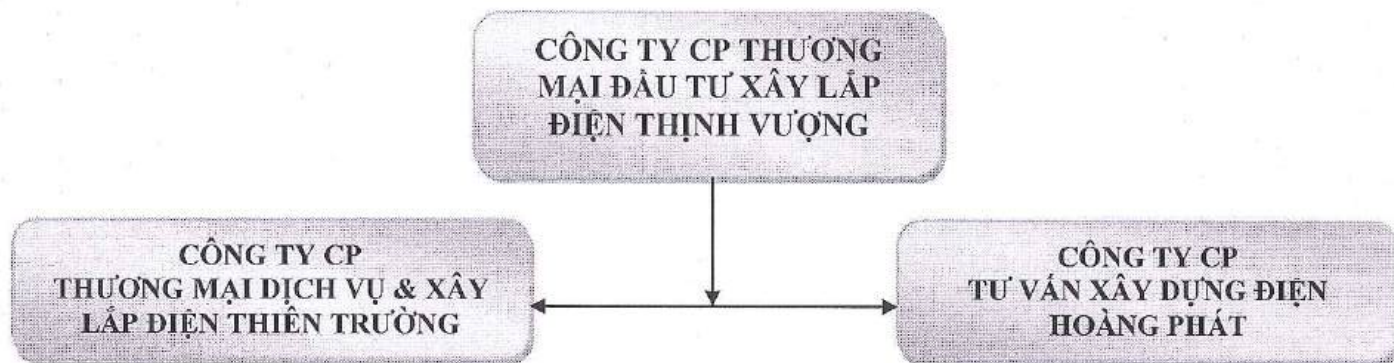 CÔNG TY CP THƯƠNG
MẠI ĐẦU TƯ XÂY LẮP
ĐIỆN THỊNH VƯỢNG
CÔNG TY CP
THƯƠNG MẠI DỊCH VỤ & XÂY
LẮP ĐIỆN THIÊN TRƯỜNG
CÔNG TY CP
TƯ VẤN XÂY DỰNG ĐIỆN
HOÀNG PHÁT